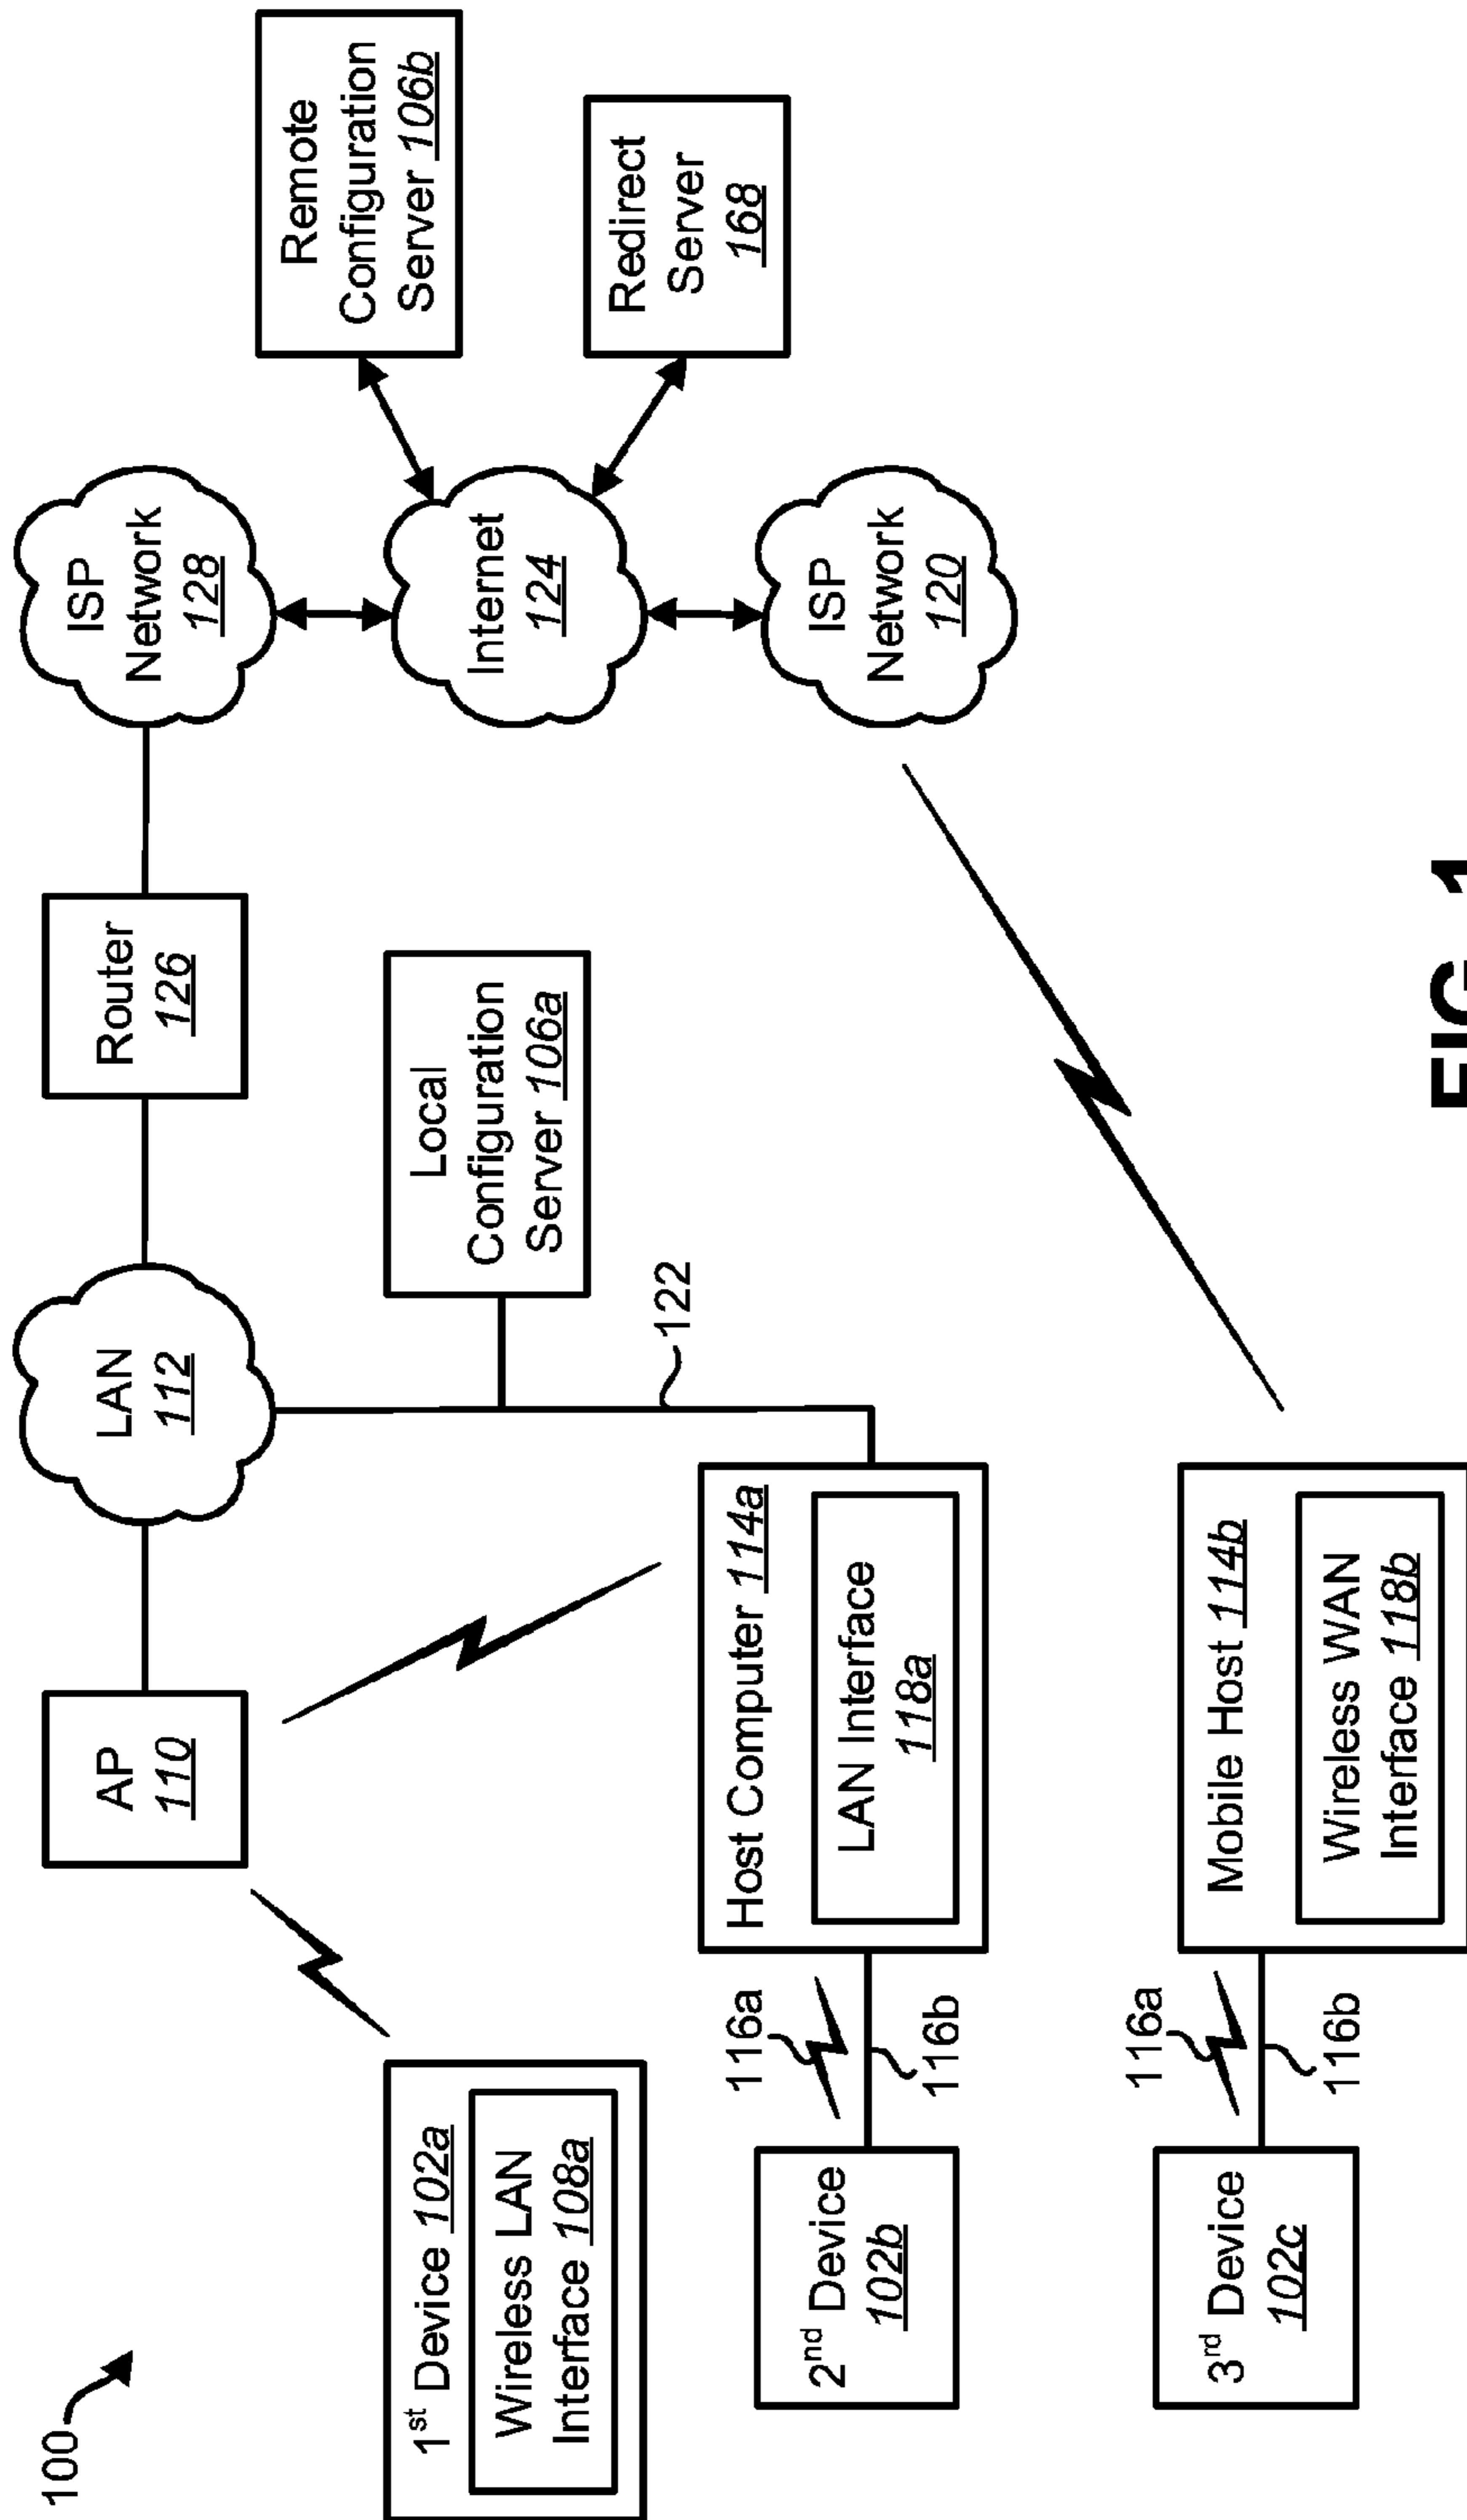 100
1st Device 102a
Wireless LAN
Interface 108a
AP
110
LAN
112
Router
126
ISP
Network
128
Internet
124
ISP
Network
120
Remote
Configuration
Server 106b
Redirect
Server
168
Local
Configuration
Server 106a
122
2nd Device
102b
116a
116b
Host Computer 114a
LAN Interface
118a
3rd Device
102c
116a
116b
Mobile Host 114b
Wireless WAN
Interface 118b
FIG. 1